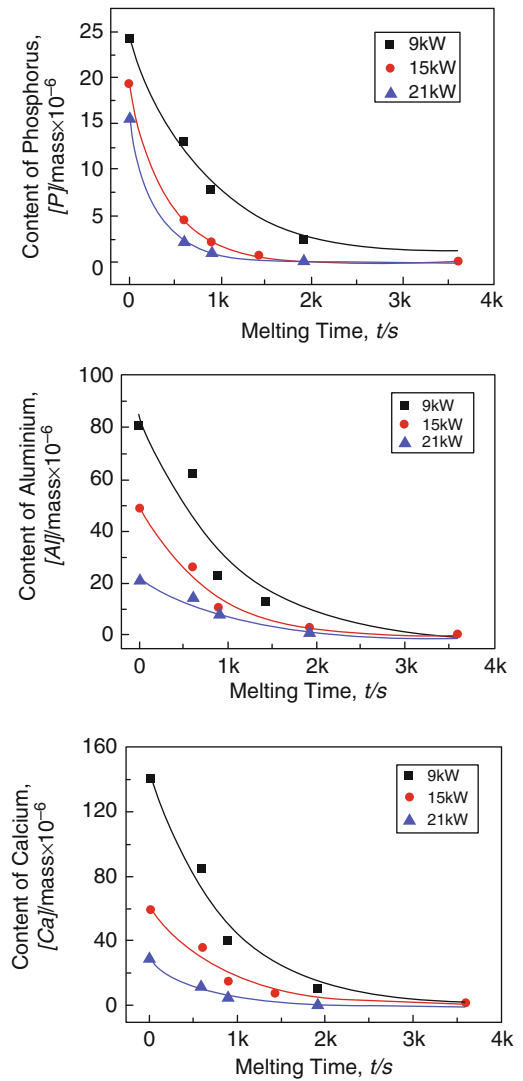 Content of Phosphorus,
[P]/mass×10⁻⁶
25
20
15
10
5
0
9kW
15kW
21kW
0 1k 2k 3k 4k
Melting Time, t/s
Content of Aluminium,
[Al]/mass×10⁻⁶
100
80
60
40
20
0
9kW
15kW
21kW
0 1k 2k 3k 4k
Melting Time, t/s
Content of Calcium,
[Ca]/mass×10⁻⁶
160
120
80
40
0
9kW
15kW
21kW
0 1k 2k 3k 4k
Melting Time, t/s